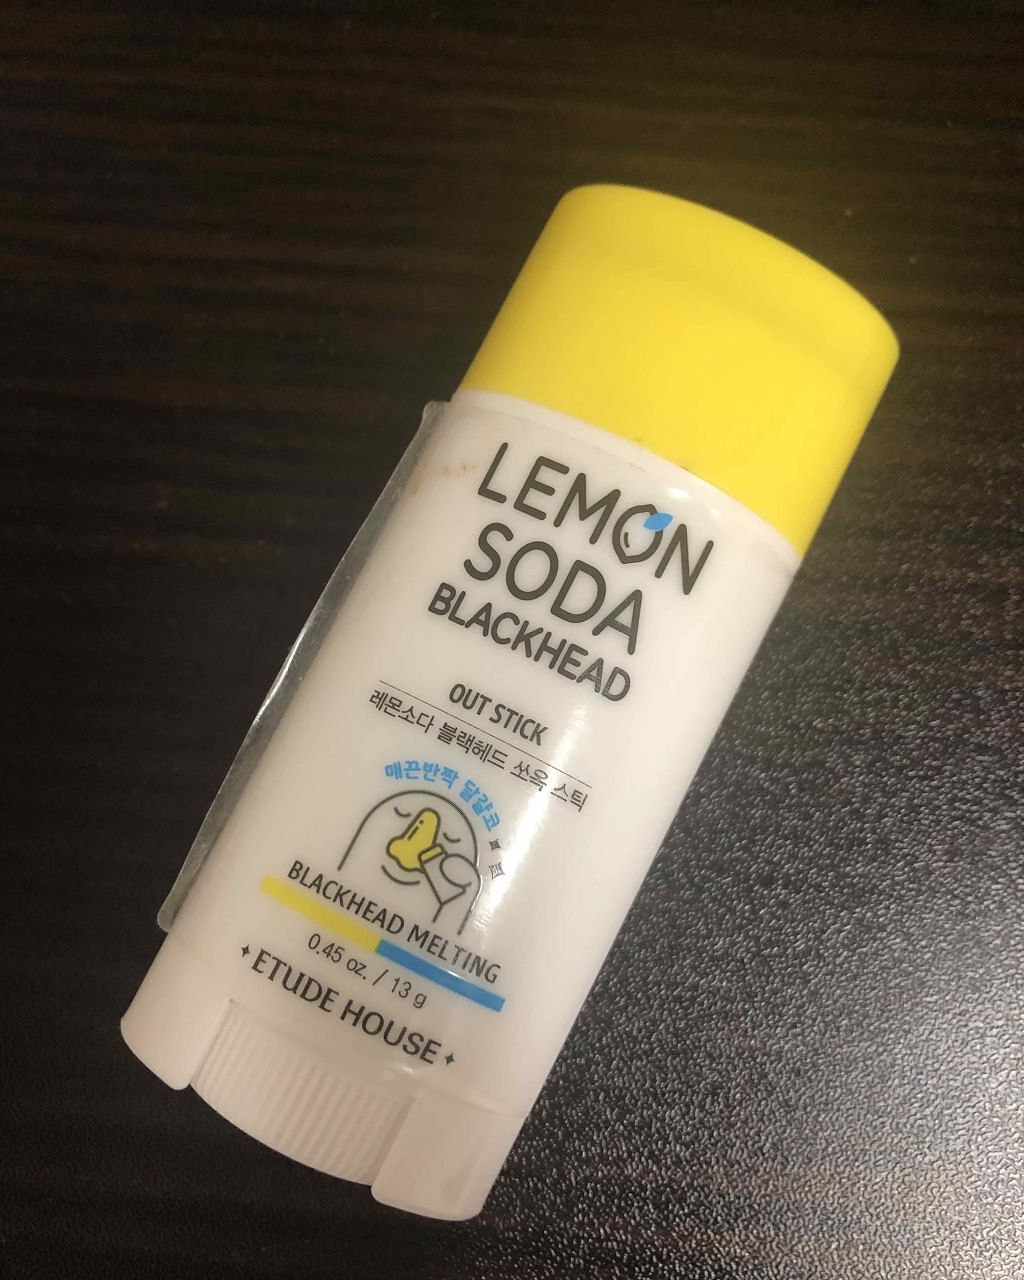 LEMON
SODA
BLACKHEAD
OUT STICK
레몬소다 블랙헤드 쏘옥 스틱
매끈반짝 달걀코
BLACKHEAD MELTING
0.45 oz. / 13 g
ETUDE HOUSE